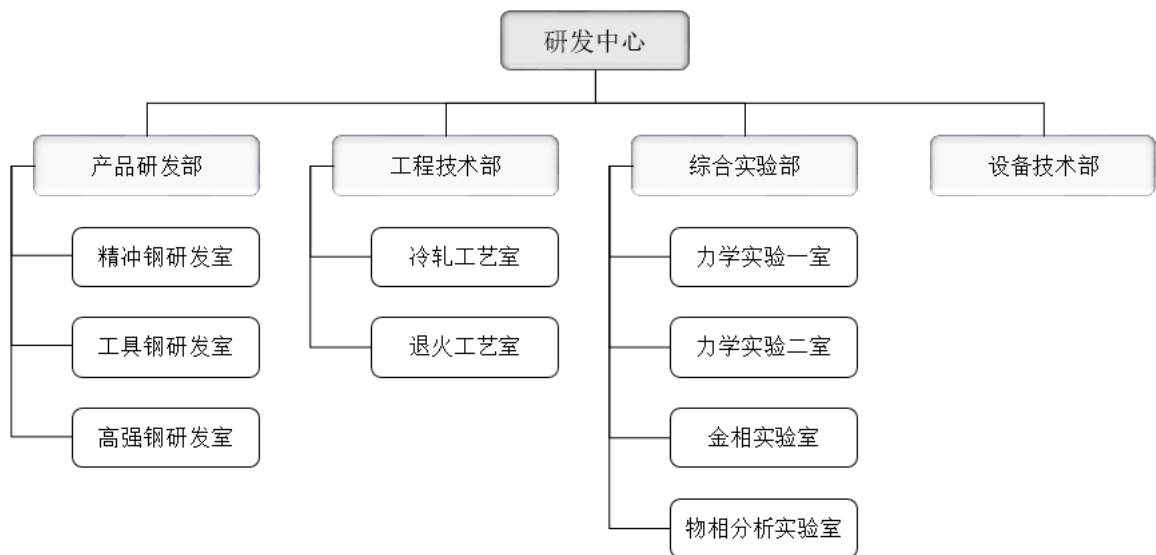 研发中心
产品研发部
工程技术部
综合实验部
设备技术部
精冲钢研发室
冷轧工艺室
力学实验一室
工具钢研发室
退火工艺室
力学实验二室
高强钢研发室
金相实验室
物相分析实验室